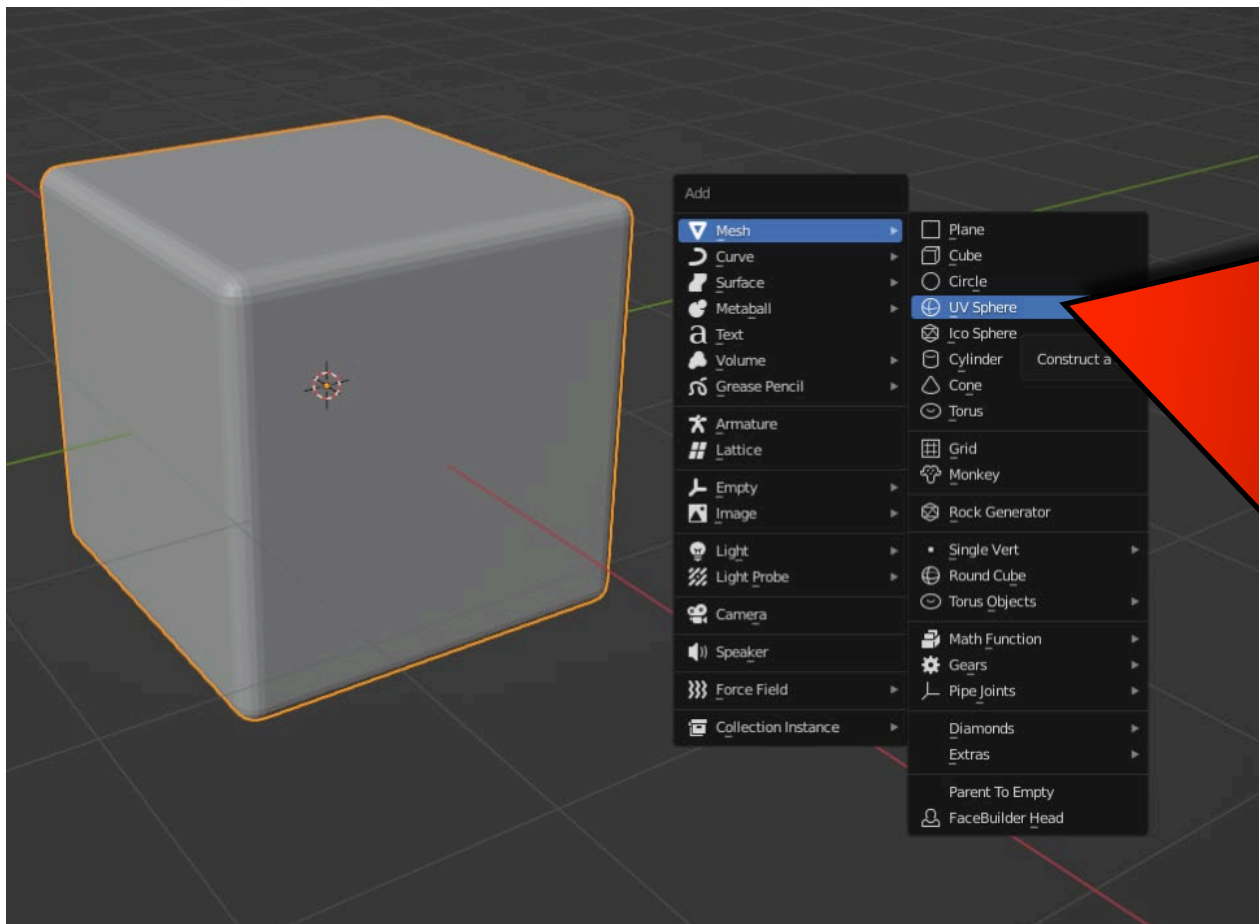 Add
Mesh
Curve
Surface
Metaball
Text
Volume
Grease Pencil
Armature
Lattice
Empty
Image
Light
Light Probe
Camera
Speaker
Force Field
Collection Instance
Plane
Cube
Circle
UV Sphere
Ico Sphere
Cylinder
Construct a
Cone
Torus
Grid
Monkey
Rock Generator
Single Vert
Round Cube
Torus Objects
Math Function
Gears
Pipe Joints
Diamonds
Extras
Parent To Empty
FaceBuilder Head